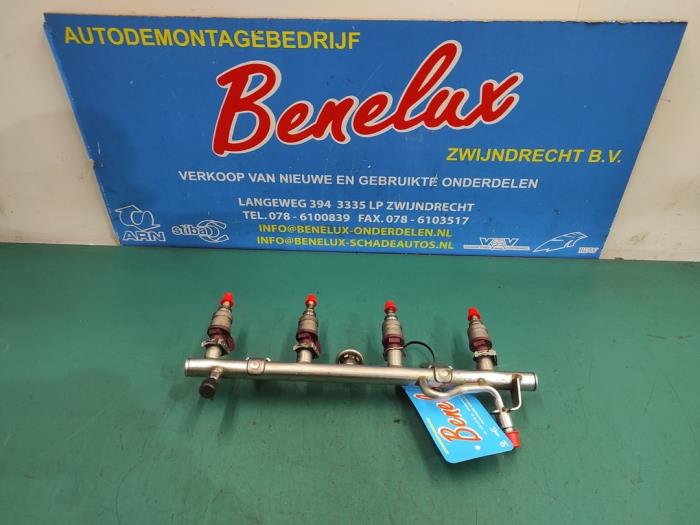 AUTODEMONTAGEBEDRIJF
Benelux
ZWIJNDRECHT B.V.
VERKOOP VAN NIEUWE EN GEBRUIKTE ONDERDELEN
LANGEWEG 394 3335 LP ZWIJNDRECHT
TEL. 078 - 6100839 FAX. 078 - 6103517
INFO@BENELUX-ONDERDELEN.NL
INFO@BENELUX-SCHADEAUTOS.NL
ARN
stiba
Benelux